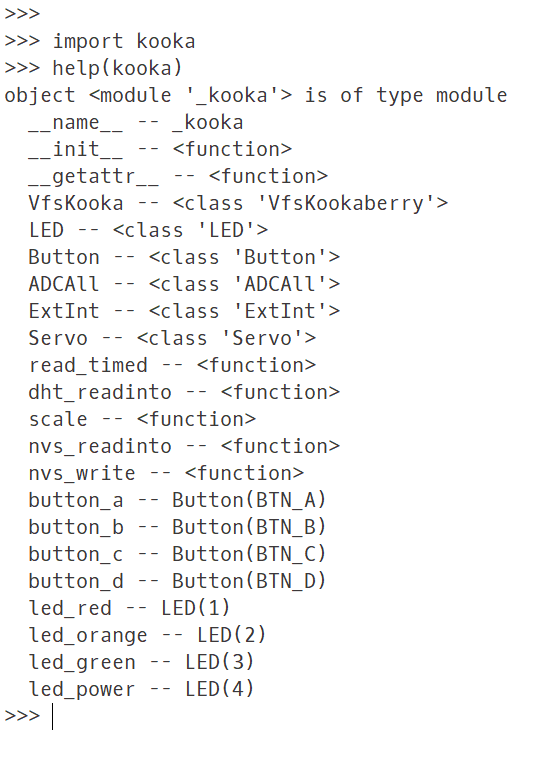 >>>
>>> import kooka
>>> help(kooka)
object <module '_kooka'> is of type module
  __name__ -- _kooka
  __init__ -- <function>
  __getattr__ -- <function>
  VfsKooka -- <class 'VfsKookaberry'>
  LED -- <class 'LED'>
  Button -- <class 'Button'>
  ADCAll -- <class 'ADCAll'>
  ExtInt -- <class 'ExtInt'>
  Servo -- <class 'Servo'>
  read_timed -- <function>
  dht_readinto -- <function>
  scale -- <function>
  nvs_readinto -- <function>
  nvs_write -- <function>
  button_a -- Button(BTN_A)
  button_b -- Button(BTN_B)
  button_c -- Button(BTN_C)
  button_d -- Button(BTN_D)
  led_red -- LED(1)
  led_orange -- LED(2)
  led_green -- LED(3)
  led_power -- LED(4)
>>>